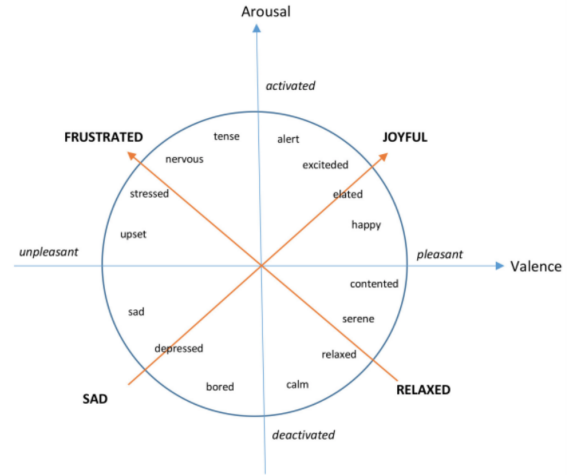 Arousal
activated
FRUSTRATED
JOYFUL
tense
alert
nervous
exciteded
stressed
elated
upset
happy
unpleasant
pleasant
Valence
contented
sad
serene
depressed
relaxed
bored
calm
SAD
RELAXED
deactivated